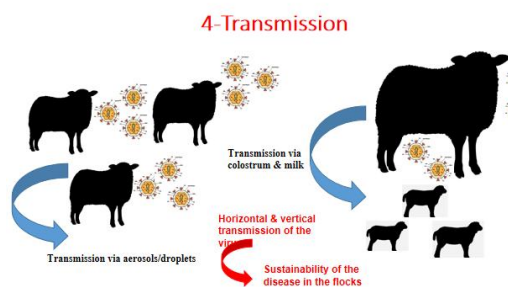 4-Transmission
Transmission via
colostrum & milk
Horizontal & vertical
transmission of the
Transmission via aerosols/droplets
Sustainability of the
disease in the flocks